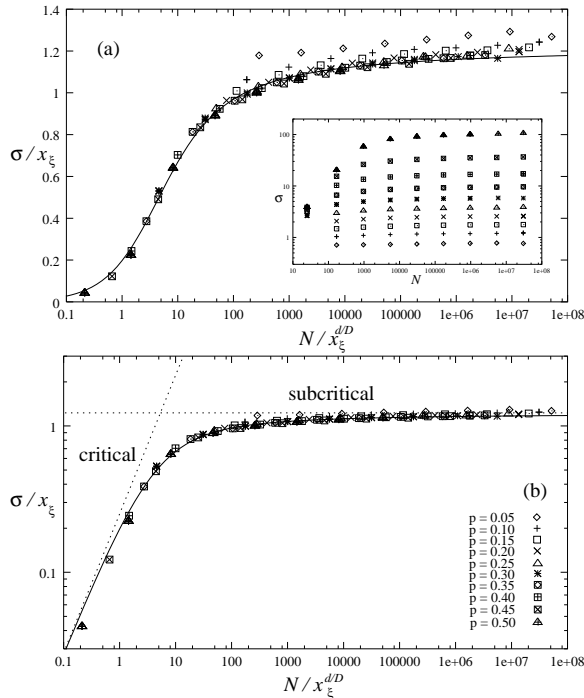 1.4
(a)
1.2
1
0.8
σ / xξ
0.6
0.4
0.2
0
100
10
σ
1
10
100
1000
10000
100000
1e+06
1e+07
1e+08
N
0.1
1
10
100
1000
10000
100000
1e+06
1e+07
1e+08
N / xξ^d/D
subcritical
1
critical
σ / xξ
(b)
p = 0.05
p = 0.10
p = 0.15
p = 0.20
p = 0.25
p = 0.30
p = 0.35
p = 0.40
p = 0.45
p = 0.50
0.1
0.1
1
10
100
1000
10000
100000
1e+06
1e+07
1e+08
N / xξ^d/D